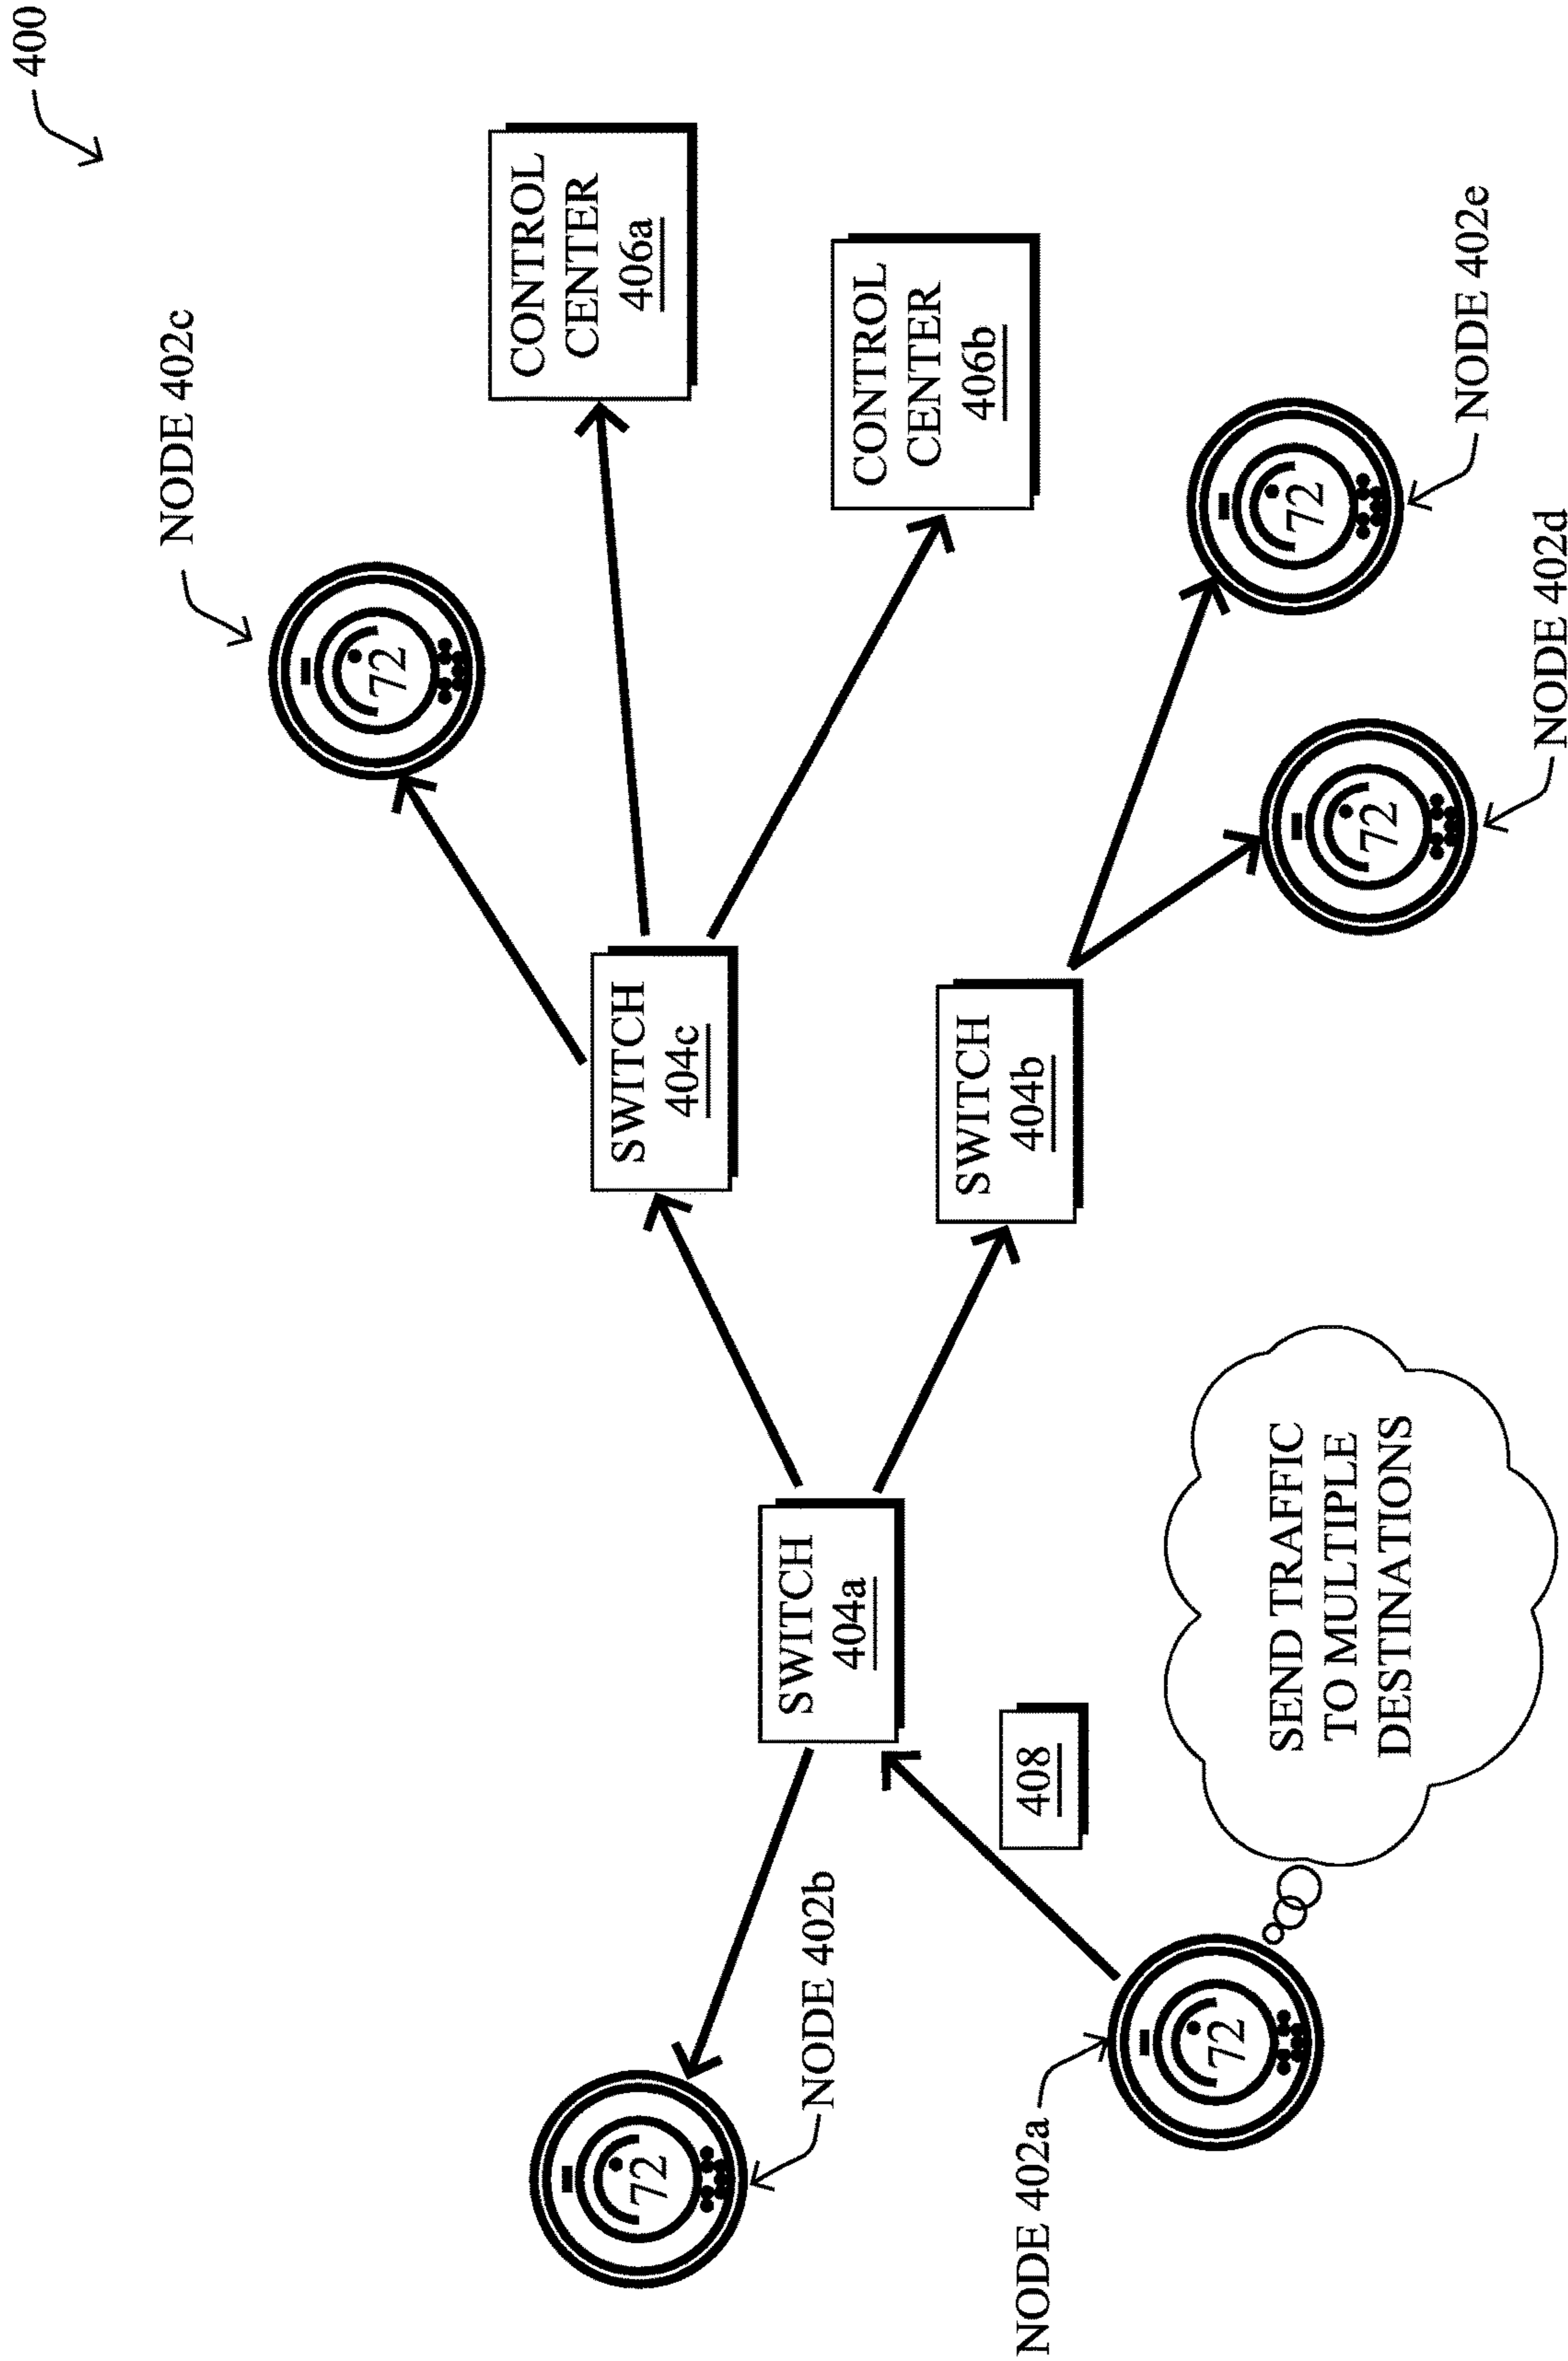 400
NODE 402c
72
CONTROL
CENTER
406a
CONTROL
CENTER
406b
SWITCH
404c
SWITCH
404b
72
NODE 402e
72
NODE 402d
SWITCH
404a
72
NODE 402b
408
NODE 402a
72
SEND TRAFFIC
TO MULTIPLE
DESTINATIONS